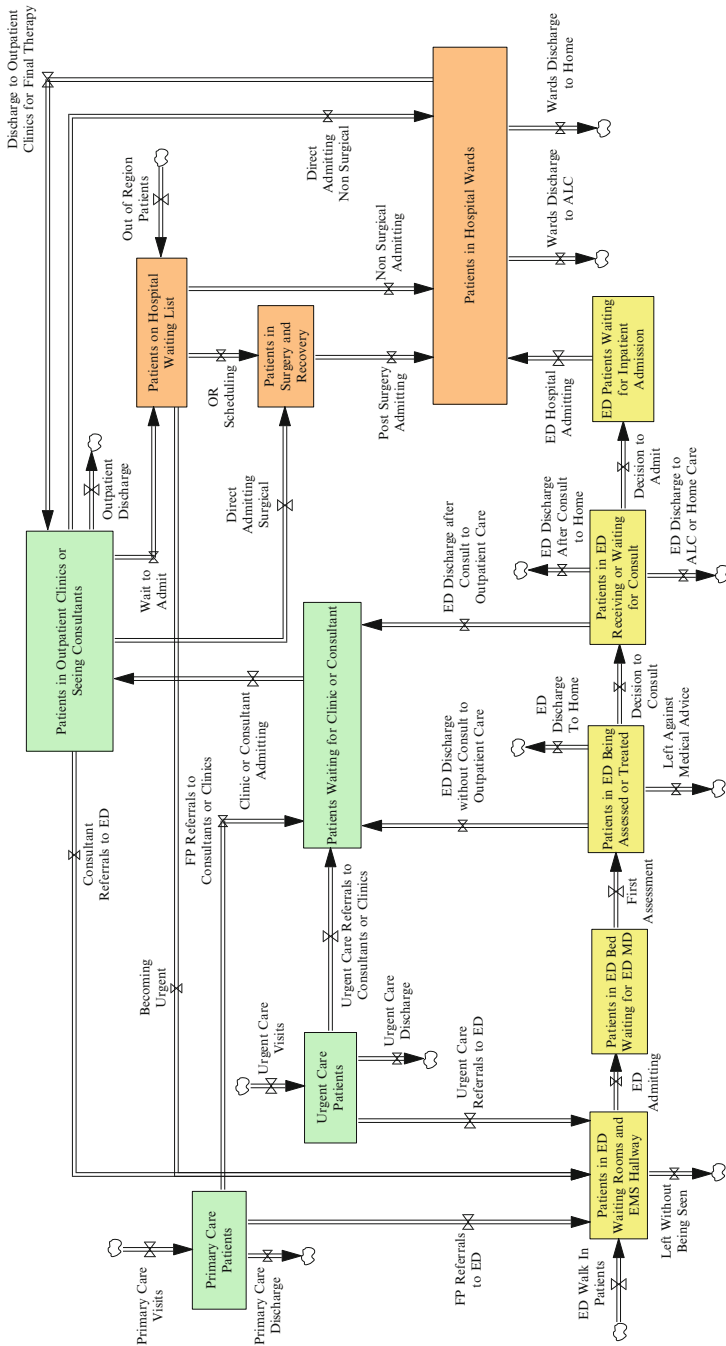 Primary Care
Visits
Primary Care
Patients
Primary Care
Discharge
FP Referrals
to ED
ED Walk In
Patients
Patients in ED
Waiting Rooms and
EMS Hallway
Left Without
Being Seen
Consultant
Referrals to ED
Becoming
Urgent
FP Referrals to
Consultants or Clinics
Urgent Care
Visits
Urgent Care
Patients
Urgent Care
Discharge
Urgent Care Referrals to
Consultants or Clinics
Urgent Care
Referrals to ED
ED
Admitting
Patients in ED Bed
Waiting for ED MD
First
Assessment
Patients in Outpatient Clinics or
Seeing Consultants
Clinic or Consultant
Admitting
Patients Waiting for Clinic or Consultant
ED Discharge
without Consult to
Outpatient Care
ED
Discharge
To Home
Patients in ED Being
Assessed or Treated
Left Against
Medical Advice
Decision to
Consult
ED Discharge after
Consult to
Outpatient Care
ED Discharge
After Consult
to Home
Patients in ED
Receiving or Waiting
for Consult
ED Discharge to
ALC or Home Care
Decision to
Admit
Discharge to Outpatient
Clinics for Final Therapy
Outpatient
Discharge
Wait to
Admit
Direct
Admitting
Surgical
Out of Region
Patients
Patients on Hospital
Waiting List
OR
Scheduling
Patients in
Surgery and
Recovery
Direct
Admitting
Non Surgical
Non Surgical
Admitting
Post Surgery
Admitting
Patients in Hospital Wards
ED Hospital
Admitting
ED Patients Waiting
for Inpatient
Admission
Wards Discharge
to ALC
Wards Discharge
to Home